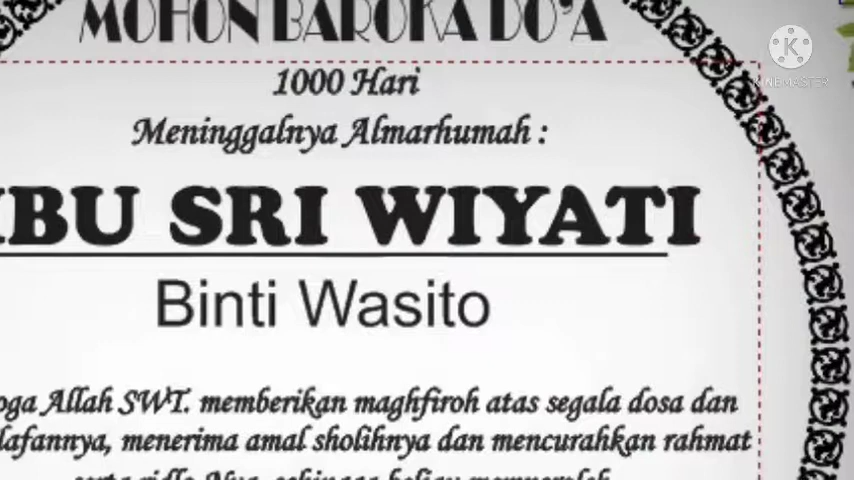 MOHON BAROKA DO'A
1000 Hari
Meninggalnya Almarhumah :
IBU SRI WIYATI
Binti Wasito
Allah SWT. memberikan maghfiroh atas segala dosa dan
menerima amal sholihnya dan mencurahkan rahmat
KINEMASTER